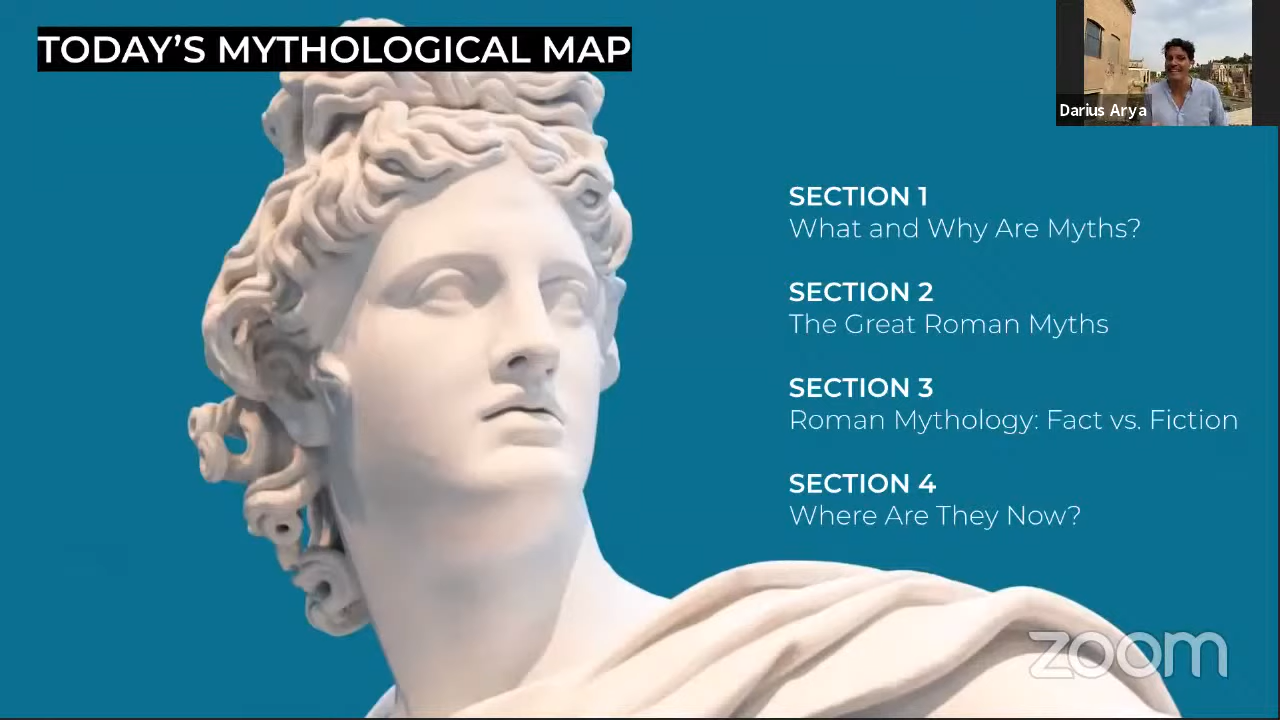 TODAY’S MYTHOLOGICAL MAP
Darius Arya
SECTION 1
What and Why Are Myths?
SECTION 2
The Great Roman Myths
SECTION 3
Roman Mythology: Fact vs. Fiction
SECTION 4
Where Are They Now?
zoom